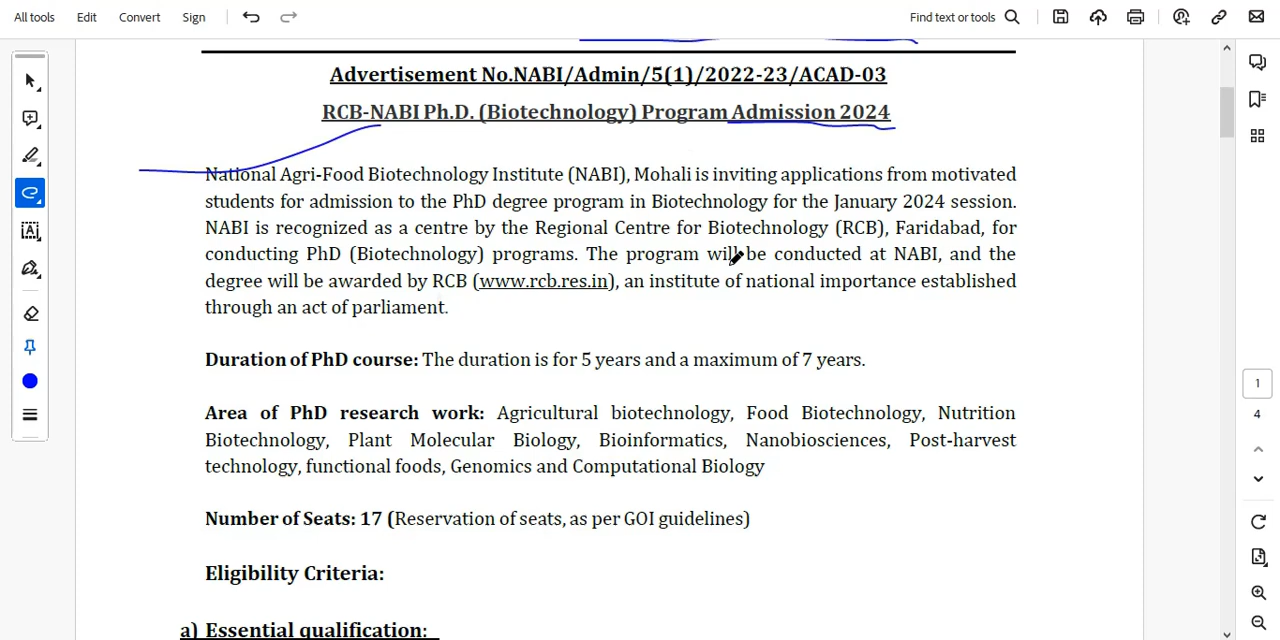 All tools Edit Convert Sign Find text or tools
Advertisement No.NABI/Admin/5(1)/2022-23/ACAD-03
RCB-NABI Ph.D. (Biotechnology) Program Admission 2024
National Agri-Food Biotechnology Institute (NABI), Mohali is inviting applications from motivated
students for admission to the PhD degree program in Biotechnology for the January 2024 session.
NABI is recognized as a centre by the Regional Centre for Biotechnology (RCB), Faridabad, for
conducting PhD (Biotechnology) programs. The program will be conducted at NABI, and the
degree will be awarded by RCB (www.rcb.res.in), an institute of national importance established
through an act of parliament.
Duration of PhD course: The duration is for 5 years and a maximum of 7 years.
1
4
Area of PhD research work: Agricultural biotechnology, Food Biotechnology, Nutrition
Biotechnology, Plant Molecular Biology, Bioinformatics, Nanobiosciences, Post-harvest
technology, functional foods, Genomics and Computational Biology
Number of Seats: 17 (Reservation of seats, as per GOI guidelines)
Eligibility Criteria:
a) Essential qualification: